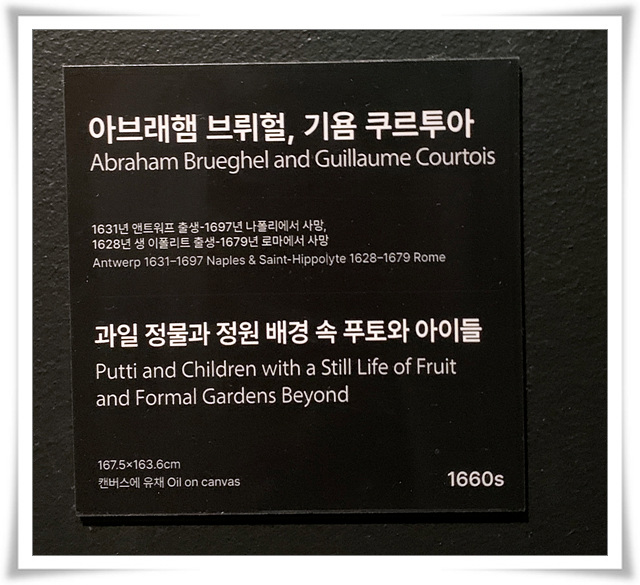 아브래햄 브뤼헐, 기욤 쿠르투아
Abraham Brueghel and Guillaume Courtois
1631년 앤트워프 출생-1697년 나폴리에서 사망,
1628년 생 이폴리트 출생-1679년 로마에서 사망
Antwerp 1631–1697 Naples & Saint-Hippolyte 1628–1679 Rome
과일 정물과 정원 배경 속 푸토와 아이들
Putti and Children with a Still Life of Fruit
and Formal Gardens Beyond
167.5×163.6cm
캔버스에 유채 Oil on canvas
1660s